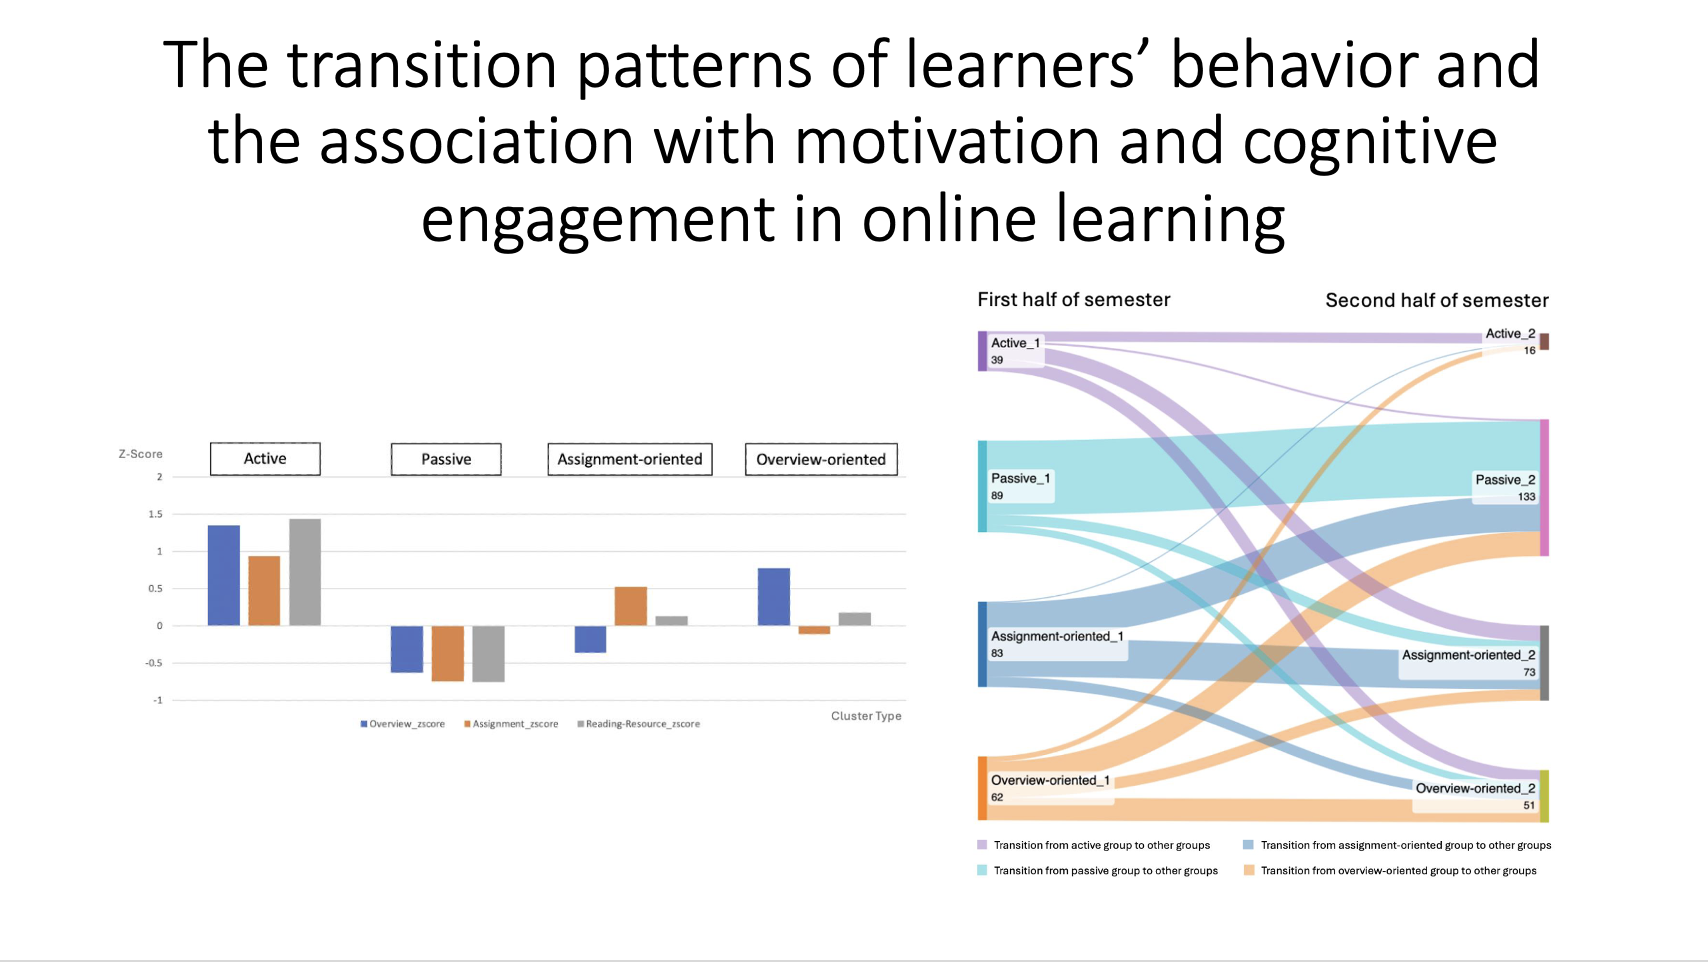 The transition patterns of learners’ behavior and
the association with motivation and cognitive
engagement in online learning
Z-Score
Active
Passive
Assignment-oriented
Overview-oriented
2
1.5
1
0.5
0
-0.5
-1
Cluster Type
Overview_zscore
Assignment_zscore
Reading-Resource_zscore
First half of semester
Second half of semester
Active_1
39
Passive_1
89
Assignment-oriented_1
83
Overview-oriented_1
62
Active_2
16
Passive_2
133
Assignment-oriented_2
73
Overview-oriented_2
51
Transition from active group to other groups
Transition from assignment-oriented group to other groups
Transition from passive group to other groups
Transition from overview-oriented group to other groups